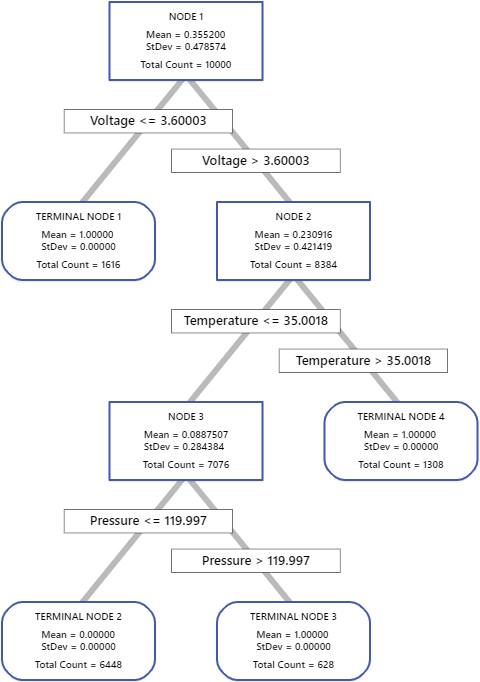 NODE 1
Mean = 0.355200
StDev = 0.478574
Total Count = 10000
Voltage <= 3.60003
Voltage > 3.60003
TERMINAL NODE 1
Mean = 1.00000
StDev = 0.00000
Total Count = 1616
NODE 2
Mean = 0.230916
StDev = 0.421419
Total Count = 8384
Temperature <= 35.0018
Temperature > 35.0018
NODE 3
Mean = 0.0887507
StDev = 0.284384
Total Count = 7076
TERMINAL NODE 4
Mean = 1.00000
StDev = 0.00000
Total Count = 1308
Pressure <= 119.997
Pressure > 119.997
TERMINAL NODE 2
Mean = 0.00000
StDev = 0.00000
Total Count = 6448
TERMINAL NODE 3
Mean = 1.00000
StDev = 0.00000
Total Count = 628